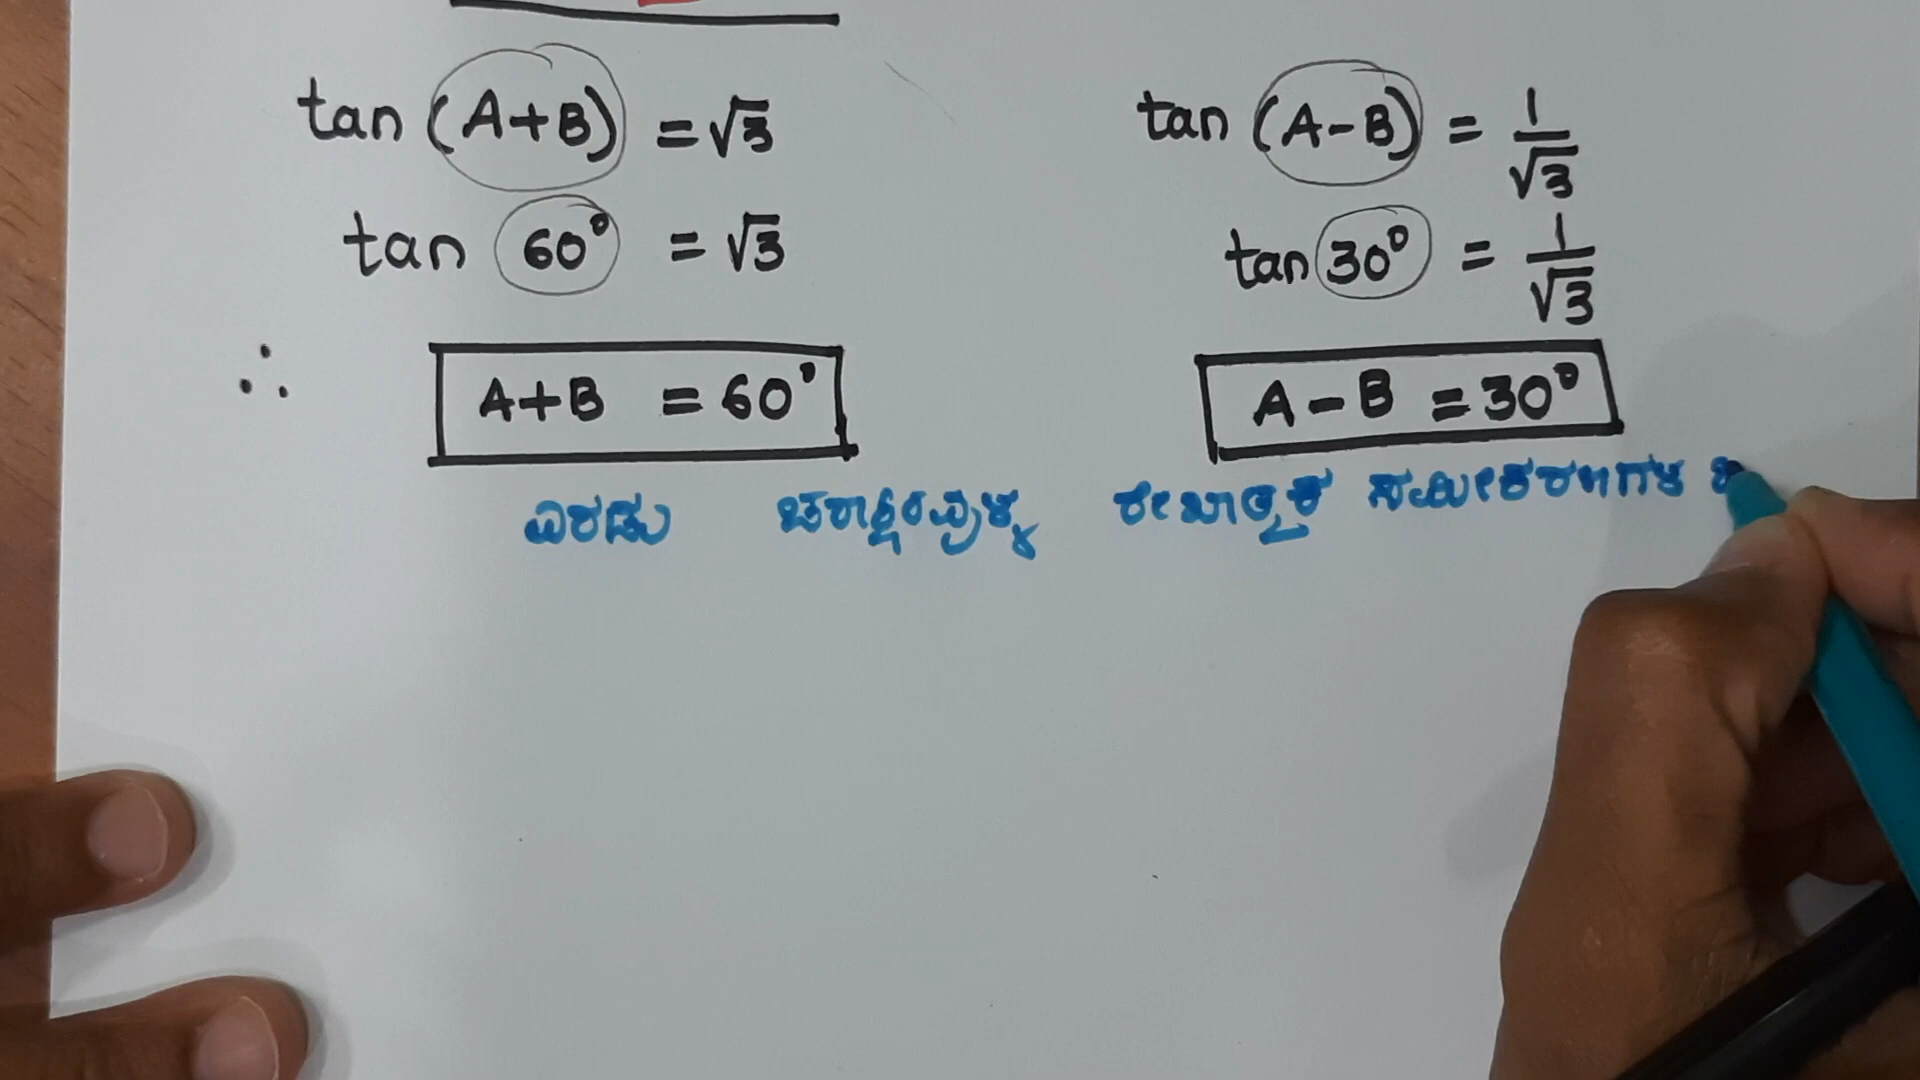 tan (A+B) = √3 tan (A-B) = 1/√3
tan 60° = √3 tan 30° = 1/√3
∴ A+B = 60° A-B = 30°
ಎರಡು ಚರಾಕ್ಷರವುಳ್ಳ ರೇಖಾತ್ಮಕ ಸಮೀಕರಣಗಳ